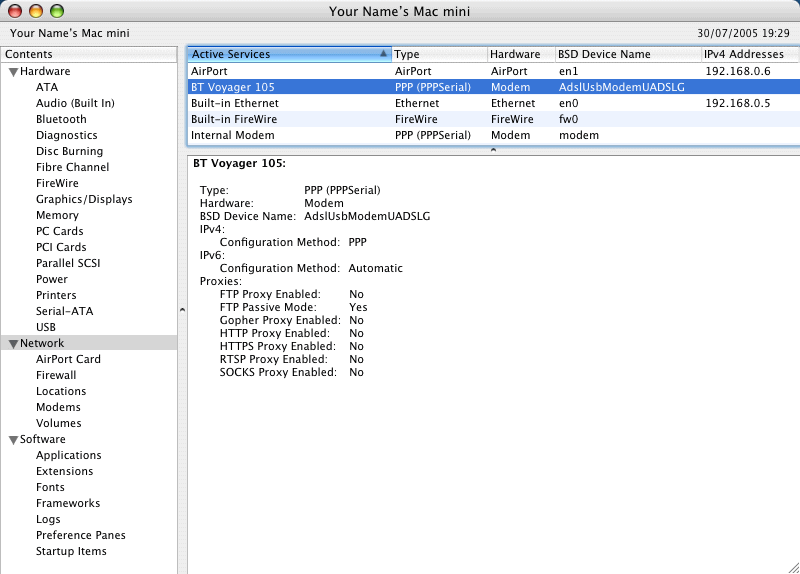 Your Name's Mac mini
Your Name's Mac mini 30/07/2005 19:29
Contents
Hardware
ATA
Audio (Built In)
Bluetooth
Diagnostics
Disc Burning
Fibre Channel
FireWire
Graphics/Displays
Memory
PC Cards
PCI Cards
Parallel SCSI
Power
Printers
Serial-ATA
USB
Network
AirPort Card
Firewall
Locations
Modems
Volumes
Software
Applications
Extensions
Fonts
Frameworks
Logs
Preference Panes
Startup Items
Active Services Type Hardware BSD Device Name IPv4 Addresses
AirPort AirPort AirPort en1 192.168.0.6
BT Voyager 105 PPP (PPPSerial) Modem AdslUsbModemUADSLG
Built-in Ethernet Ethernet Ethernet en0 192.168.0.5
Built-in FireWire FireWire FireWire fw0
Internal Modem PPP (PPPSerial) Modem modem
BT Voyager 105:
Type: PPP (PPPSerial)
Hardware: Modem
BSD Device Name: AdslUsbModemUADSLG
IPv4:
Configuration Method: PPP
IPv6:
Configuration Method: Automatic
Proxies:
FTP Proxy Enabled: No
FTP Passive Mode: Yes
Gopher Proxy Enabled: No
HTTP Proxy Enabled: No
HTTPS Proxy Enabled: No
RTSP Proxy Enabled: No
SOCKS Proxy Enabled: No